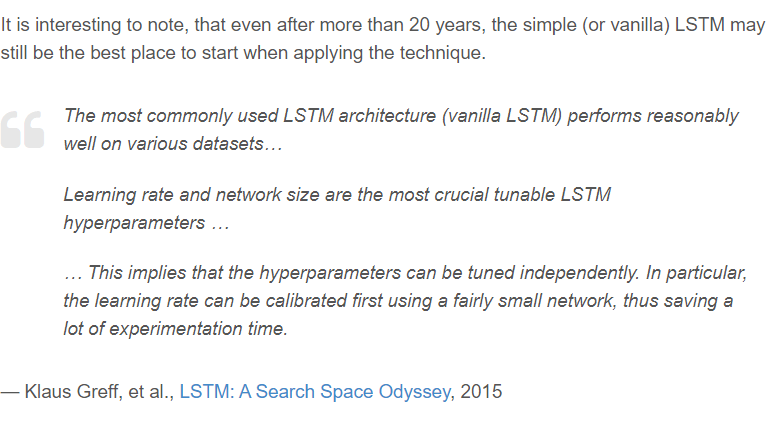 It is interesting to note, that even after more than 20 years, the simple (or vanilla) LSTM may
still be the best place to start when applying the technique.
The most commonly used LSTM architecture (vanilla LSTM) performs reasonably
well on various datasets…
Learning rate and network size are the most crucial tunable LSTM
hyperparameters …
… This implies that the hyperparameters can be tuned independently. In particular,
the learning rate can be calibrated first using a fairly small network, thus saving a
lot of experimentation time.
— Klaus Greff, et al., LSTM: A Search Space Odyssey, 2015